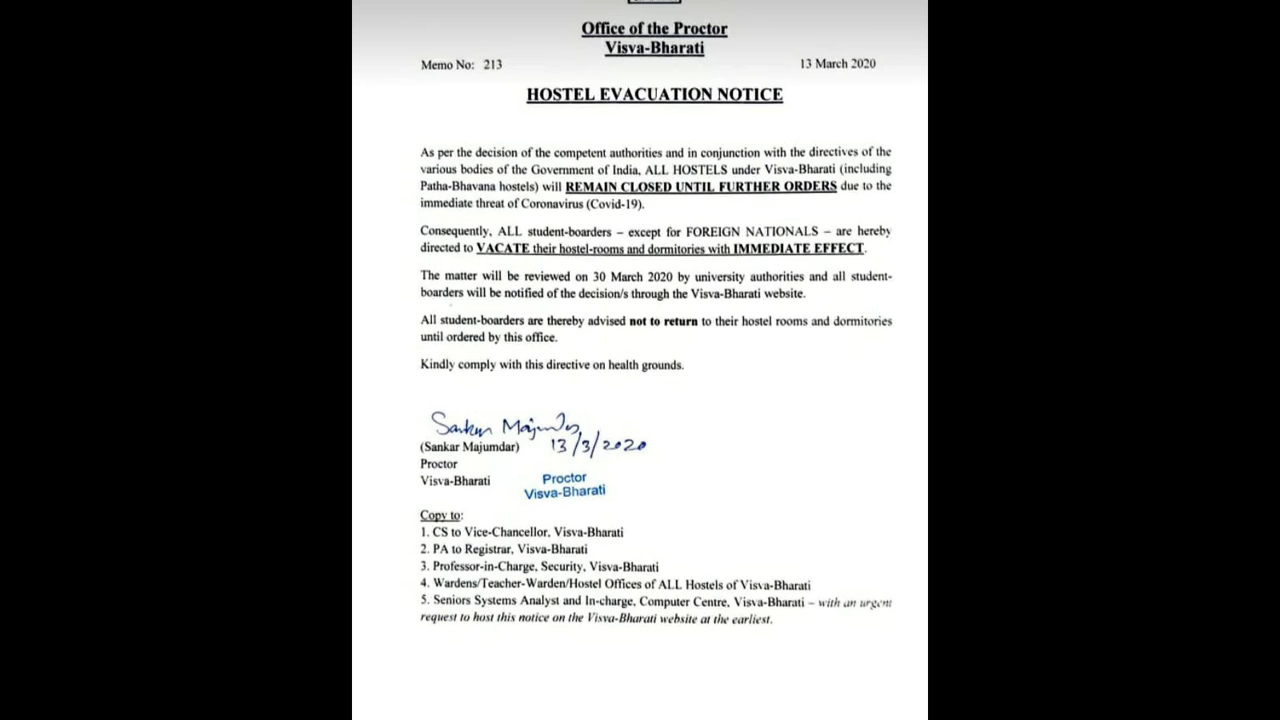 Office of the Proctor
Visva-Bharati
Memo No: 213 13 March 2020
HOSTEL EVACUATION NOTICE
As per the decision of the competent authorities and in conjunction with the directives of the
various bodies of the Government of India, ALL HOSTELS under Visva-Bharati (including
Patha-Bhavana hostels) will REMAIN CLOSED UNTIL FURTHER ORDERS due to the
immediate threat of Coronavirus (Covid-19).
Consequently, ALL student-boarders – except for FOREIGN NATIONALS – are hereby
directed to VACATE their hostel-rooms and dormitories with IMMEDIATE EFFECT.
The matter will be reviewed on 30 March 2020 by university authorities and all student-
boarders will be notified of the decision/s through the Visva-Bharati website.
All student-boarders are thereby advised not to return to their hostel rooms and dormitories
until ordered by this office.
Kindly comply with this directive on health grounds.
Sankar Majumdar
13/3/2020
(Sankar Majumdar)
Proctor
Visva-Bharati
Proctor
Visva-Bharati
Copy to:
1. CS to Vice-Chancellor, Visva-Bharati
2. PA to Registrar, Visva-Bharati
3. Professor-in-Charge, Security, Visva-Bharati
4. Wardens/Teacher-Warden/Hostel Offices of ALL Hostels of Visva-Bharati
5. Seniors Systems Analyst and In-charge, Computer Centre, Visva-Bharati – with an urgent
request to host this notice on the Visva-Bharati website at the earliest.